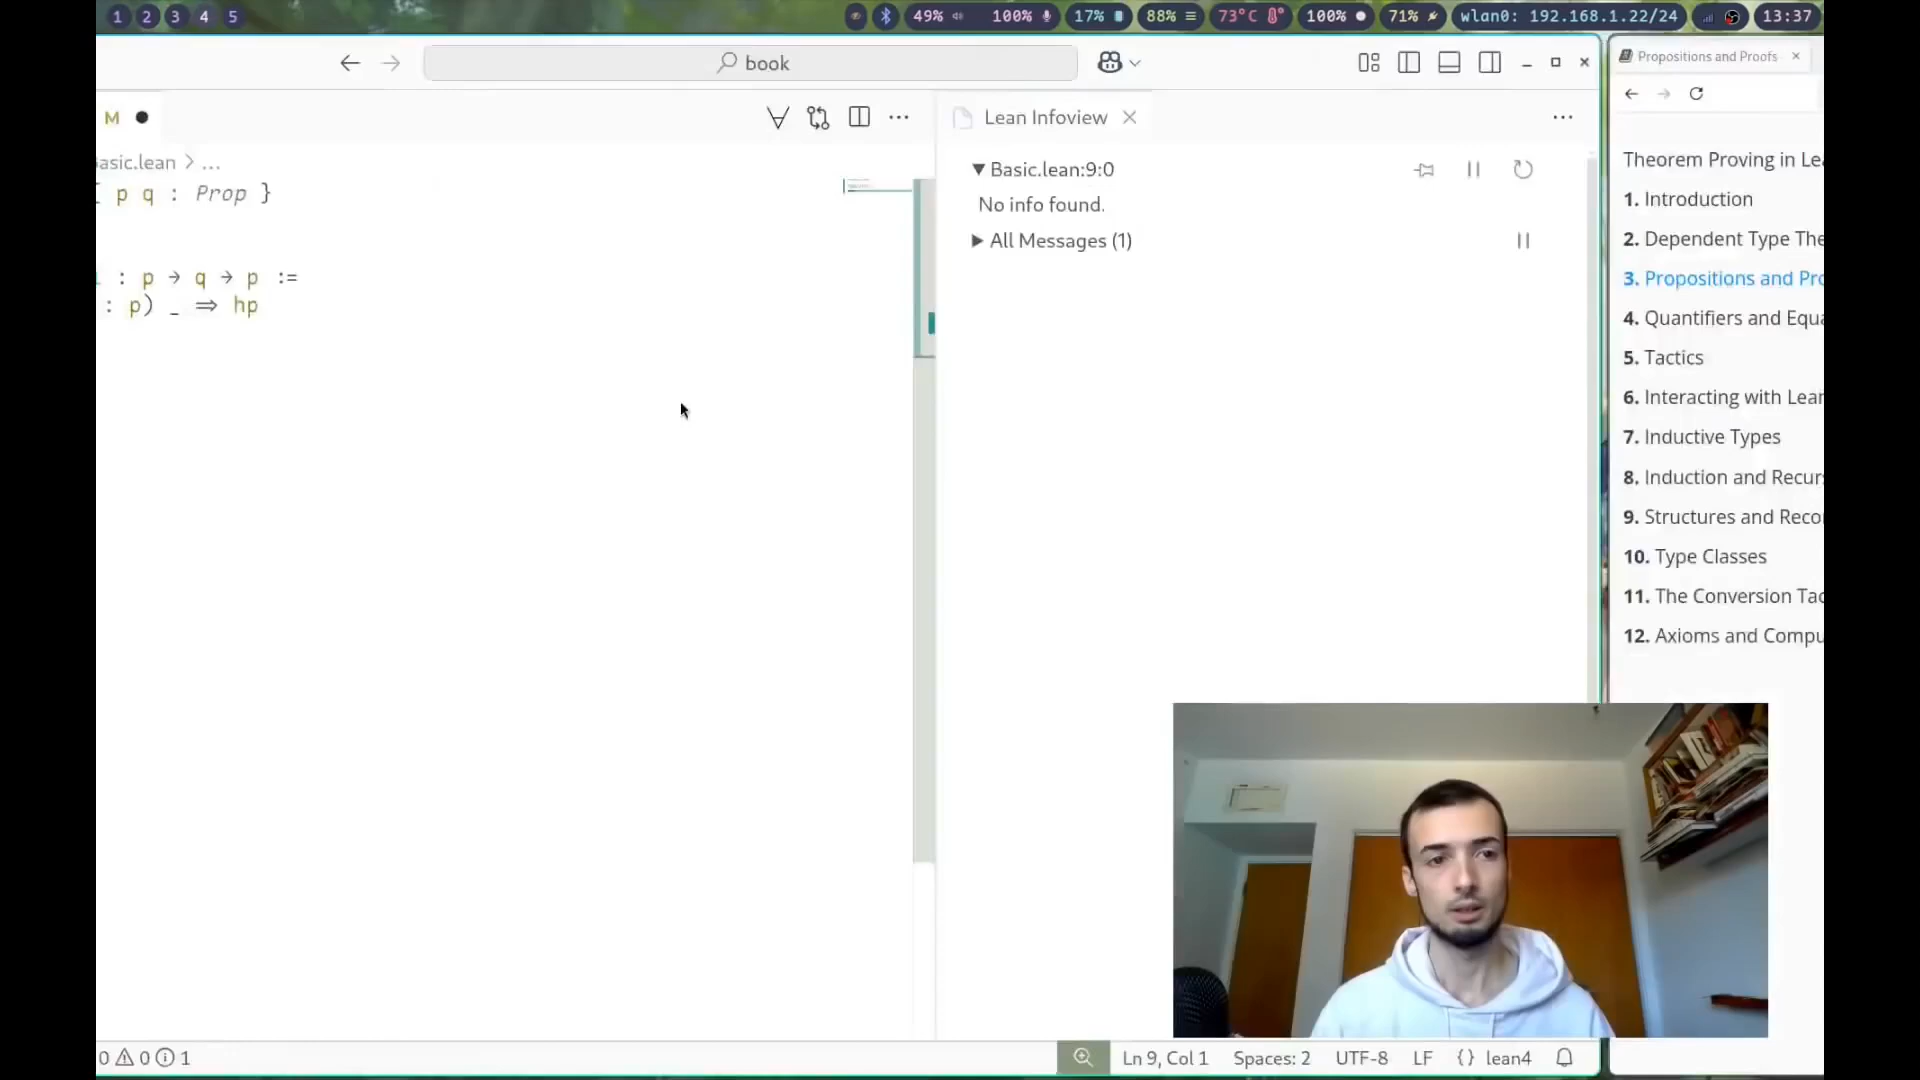 1 2 3 4 5
49% 100% 17% 88% 73°C 100% 71% wlan0: 192.168.1.22/24 13:37
book
Propositions and Proofs
M
Lean Infoview
asic.lean > ...
Basic.lean:9:0
No info found.
All Messages (1)
p q : Prop }
: p → q → p :=
: p) _ ⇒ hp
Theorem Proving in Le
1. Introduction
2. Dependent Type The
3. Propositions and Pro
4. Quantifiers and Equa
5. Tactics
6. Interacting with Lear
7. Inductive Types
8. Induction and Recur
9. Structures and Reco
10. Type Classes
11. The Conversion Tac
12. Axioms and Compu
0 0 1
Ln 9, Col 1 Spaces: 2 UTF-8 LF {} lean4